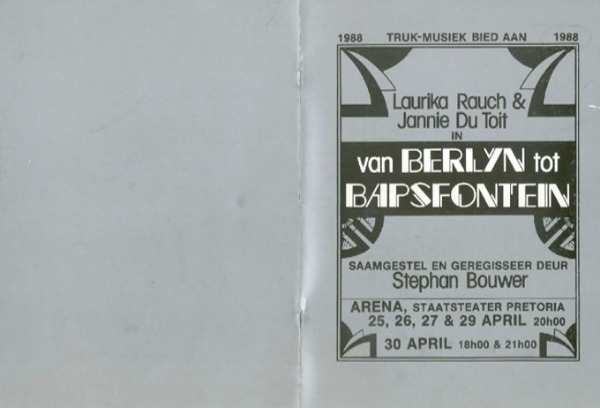 1988 TRUK-MUSIEK BIED AAN 1988
Laurika Rauch &
Jannie Du Toit
IN
van BERLYN tot
BAPSFONTEIN
SAAMGESTEL EN GEREGISSEER DEUR
Stephan Bouwer
ARENA, STAATSTEATER PRETORIA
25, 26, 27 & 29 APRIL 20h00
30 APRIL 18h00 & 21h00